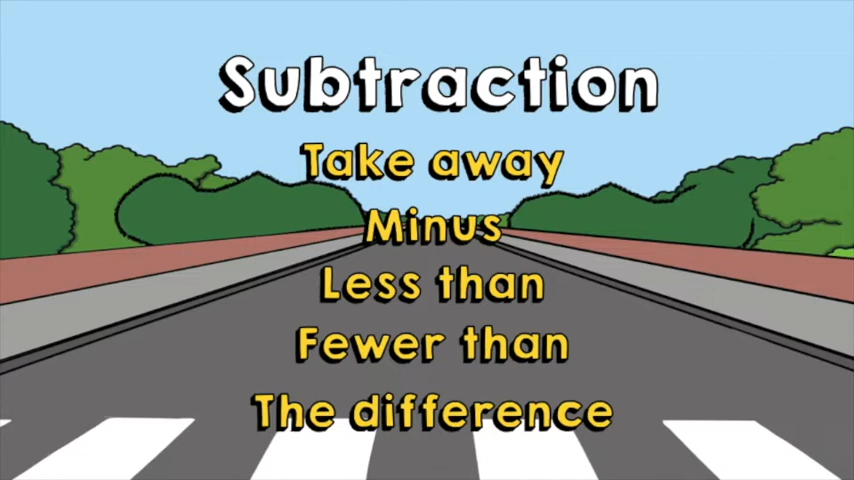 Subtraction
Take away
Minus
Less than
Fewer than
The difference